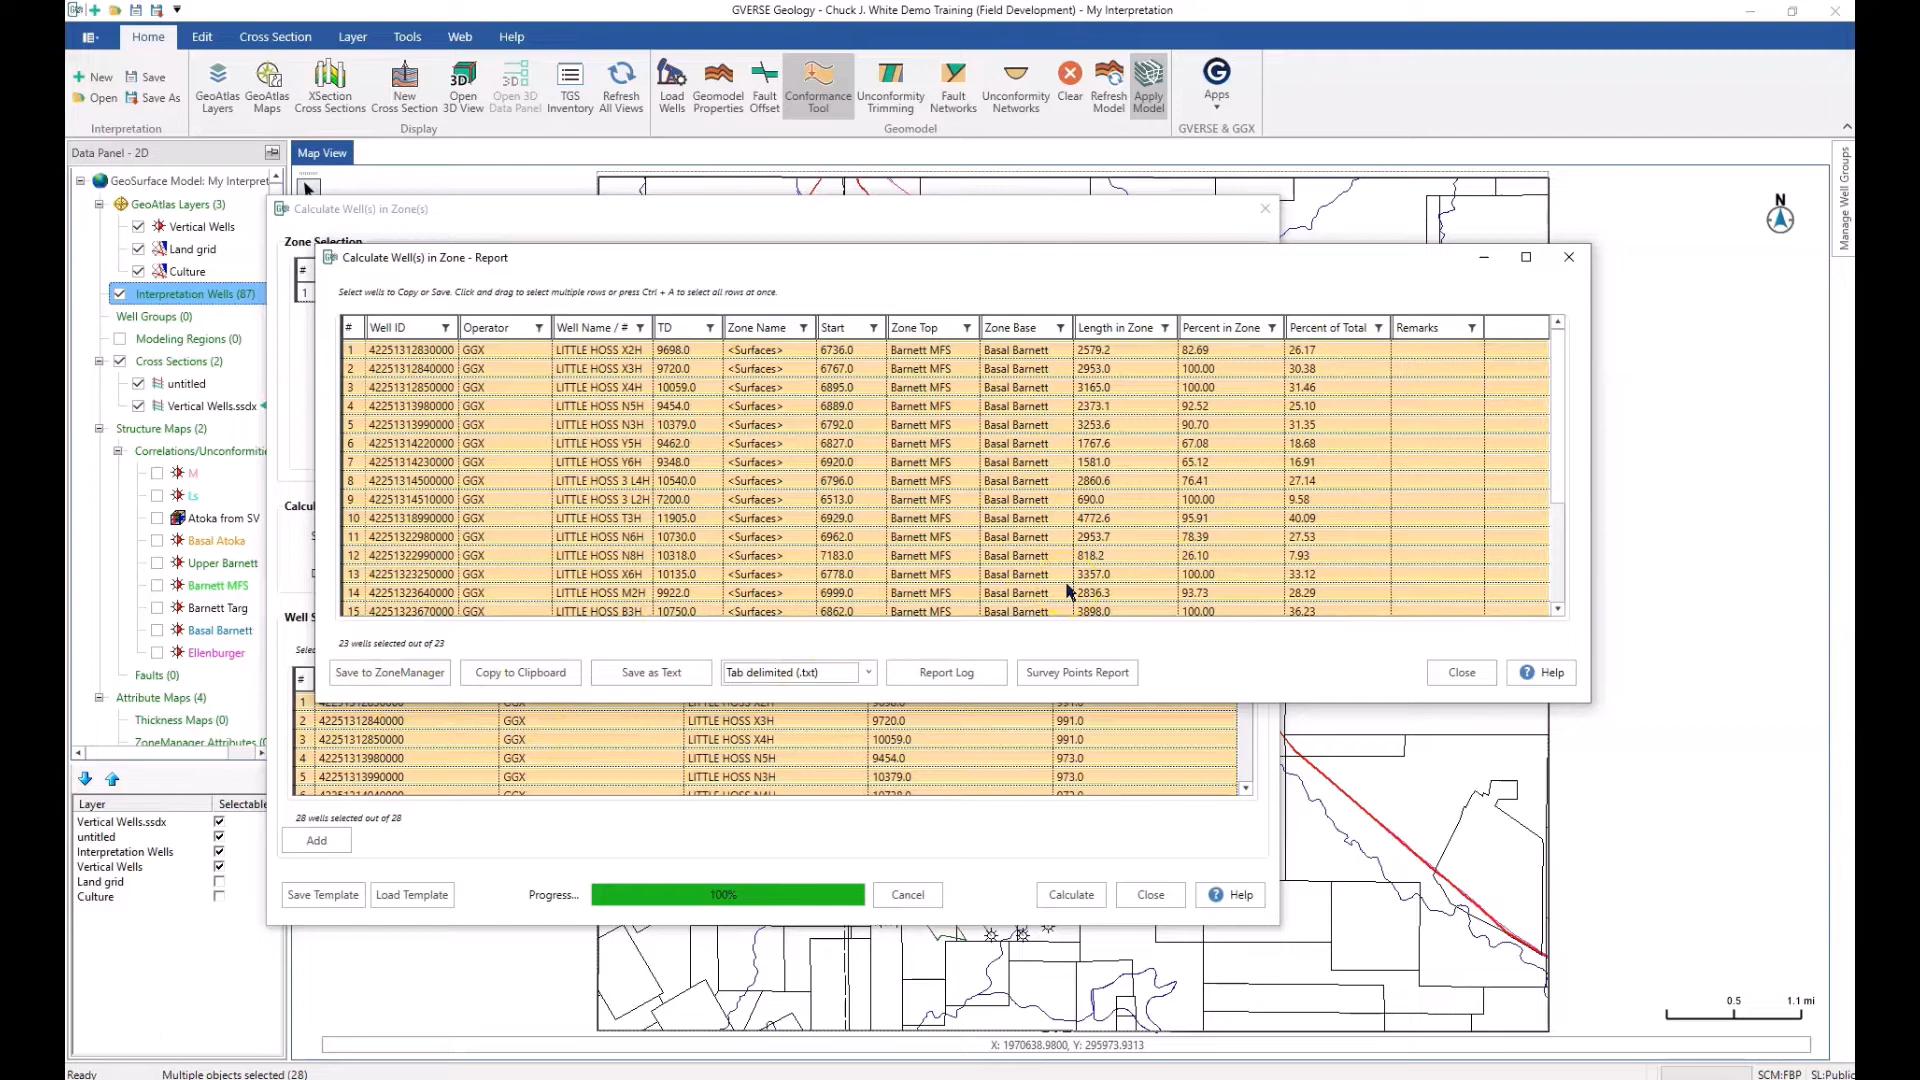 GVERSE Geology - Chuck J. White Demo Training (Field Development) - My Interpretation
Home Edit Cross Section Layer Tools Web Help
New Save
Open Save As
GeoAtlas Layers
GeoAtlas Maps
XSection Cross Sections
New Cross Section
Open 3D View
Open 3D Data Panel
TGS Inventory
Refresh All Views
Load Wells
Geomodel Properties
Fault Offset
Conformance Tool
Unconformity Trimming
Fault Networks
Unconformity Networks
Clear
Refresh Model
Apply Model
Apps
Interpretation Display Geomodel GVERSE & GGX
Data Panel - 2D
Map View
Manage Well Groups
N
GeoSurface Model: My Interpret
GeoAtlas Layers (3)
Vertical Wells
Land grid
Culture
Interpretation Wells (87)
Well Groups (0)
Modeling Regions (0)
Cross Sections (2)
untitled
Vertical Wells.ssdx
Structure Maps (2)
Correlations/Unconformitie
M
Ls
Atoka from SV
Basal Atoka
Upper Barnett
Barnett MFS
Barnett Targ
Basal Barnett
Ellenburger
Faults (0)
Attribute Maps (4)
Thickness Maps (0)
ZoneManager Attributes (0
Layer Selectable
Vertical Wells.ssdx
untitled
Interpretation Wells
Vertical Wells
Land grid
Culture
Calculate Well(s) in Zone(s)
Zone Selection
#
1
Calcul
S
D
Well S
Selec
Calculate Well(s) in Zone - Report
Select wells to Copy or Save. Click and drag to select multiple rows or press Ctrl + A to select all rows at once.
# Well ID Operator Well Name / # TD Zone Name Start Zone Top Zone Base Length in Zone Percent in Zone Percent of Total Remarks
1 42251312830000 GGX LITTLE HOSS X2H 9698.0 <Surfaces> 6736.0 Barnett MFS Basal Barnett 2579.2 82.69 26.17
2 42251312840000 GGX LITTLE HOSS X3H 9720.0 <Surfaces> 6767.0 Barnett MFS Basal Barnett 2953.0 100.00 30.38
3 42251312850000 GGX LITTLE HOSS X4H 10059.0 <Surfaces> 6895.0 Barnett MFS Basal Barnett 3165.0 100.00 31.46
4 42251313980000 GGX LITTLE HOSS N5H 9454.0 <Surfaces> 6889.0 Barnett MFS Basal Barnett 2373.1 92.52 25.10
5 42251313990000 GGX LITTLE HOSS N3H 10379.0 <Surfaces> 6792.0 Barnett MFS Basal Barnett 3253.6 90.70 31.35
6 42251314220000 GGX LITTLE HOSS Y5H 9462.0 <Surfaces> 6827.0 Barnett MFS Basal Barnett 1767.6 67.08 18.68
7 42251314230000 GGX LITTLE HOSS Y6H 9348.0 <Surfaces> 6920.0 Barnett MFS Basal Barnett 1581.0 65.12 16.91
8 42251314500000 GGX LITTLE HOSS 3 L4H 10540.0 <Surfaces> 6796.0 Barnett MFS Basal Barnett 2860.6 76.41 27.14
9 42251314510000 GGX LITTLE HOSS 3 L2H 7200.0 <Surfaces> 6513.0 Barnett MFS Basal Barnett 690.0 100.00 9.58
10 42251318990000 GGX LITTLE HOSS T3H 11905.0 <Surfaces> 6929.0 Barnett MFS Basal Barnett 4772.6 95.91 40.09
11 42251322980000 GGX LITTLE HOSS N6H 10730.0 <Surfaces> 6962.0 Barnett MFS Basal Barnett 2953.7 78.39 27.53
12 42251322990000 GGX LITTLE HOSS N8H 10318.0 <Surfaces> 7183.0 Barnett MFS Basal Barnett 818.2 26.10 7.93
13 42251323250000 GGX LITTLE HOSS X6H 10135.0 <Surfaces> 6778.0 Barnett MFS Basal Barnett 3357.0 100.00 33.12
14 42251323640000 GGX LITTLE HOSS M2H 9922.0 <Surfaces> 6999.0 Barnett MFS Basal Barnett 2836.3 93.73 28.29
15 42251323670000 GGX LITTLE HOSS B3H 10750.0 <Surfaces> 6862.0 Barnett MFS Basal Barnett 3898.0 100.00 36.23
23 wells selected out of 23
Save to ZoneManager Copy to Clipboard Save as Text Tab delimited (.txt) Report Log Survey Points Report Close Help
#
2 42251312840000 GGX LITTLE HOSS X3H 9720.0 991.0
3 42251312850000 GGX LITTLE HOSS X4H 10059.0 991.0
4 42251313980000 GGX LITTLE HOSS N5H 9454.0 973.0
5 42251313990000 GGX LITTLE HOSS N3H 10379.0 973.0
28 wells selected out of 28
Add
Save Template Load Template Progress... 100% Cancel Calculate Close Help
0.5 1.1 mi
X: 1970638.9800, Y: 295973.9313
Ready Multiple objects selected (28) SCM:FBP SL:Public